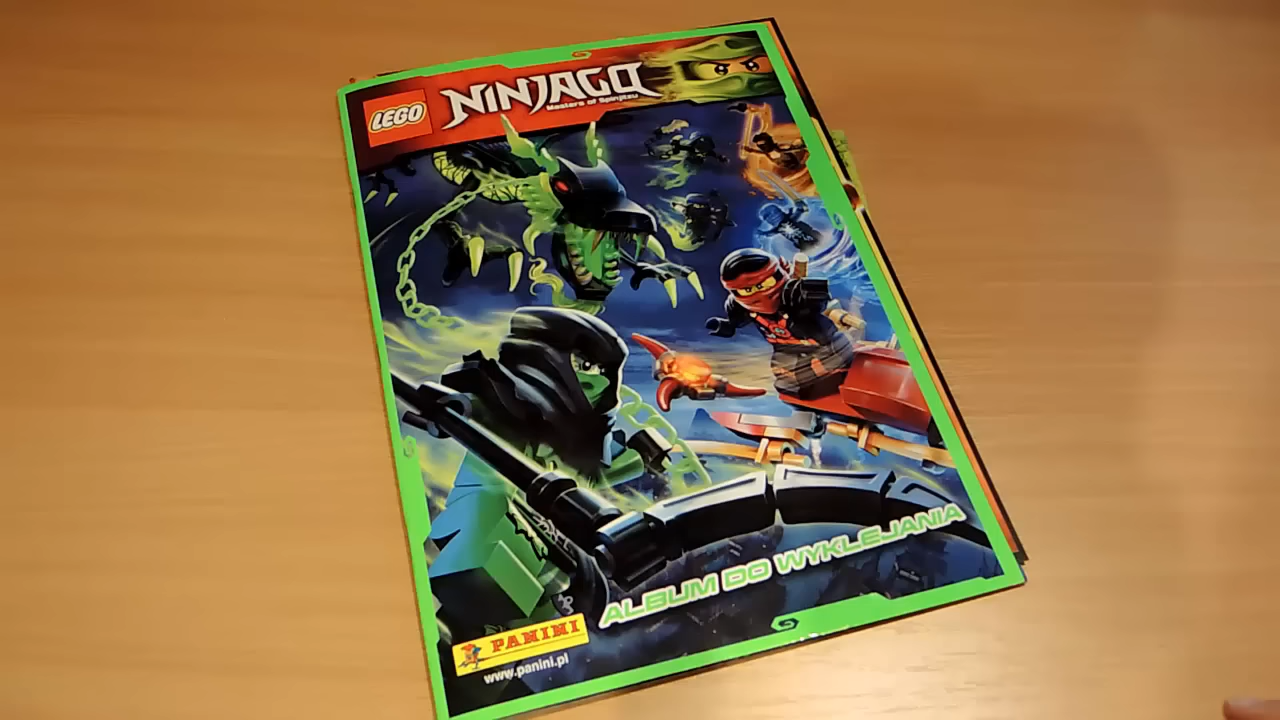 LEGO
NINJAGO
Masters of Spinjitzu
ALBUM DO WYKLEJANIA
PANINI
www.panini.pl